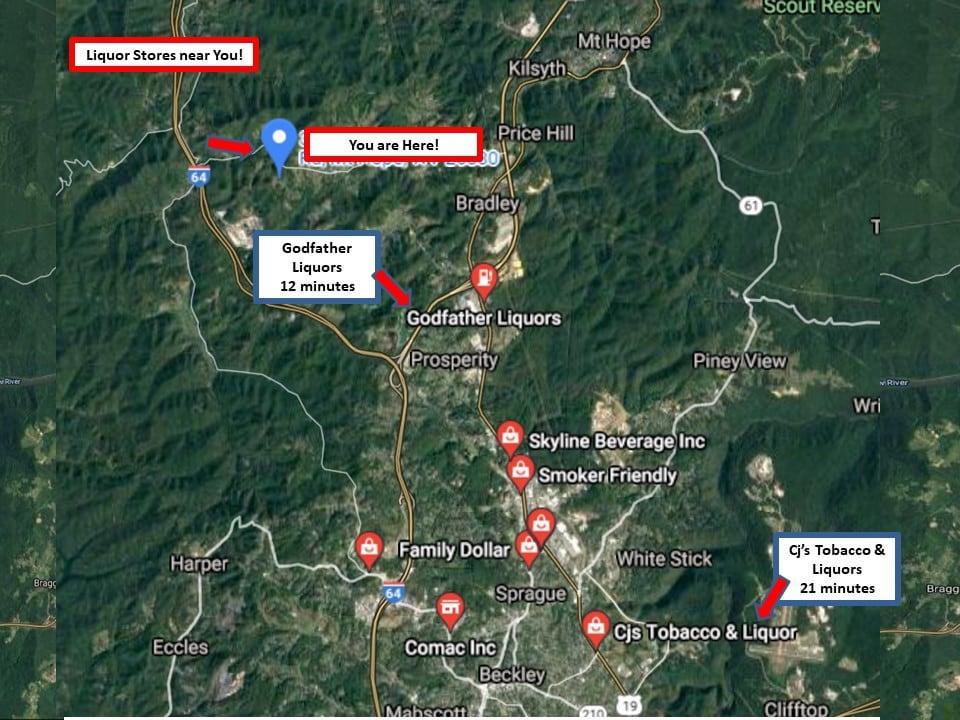 Scout Reserv
Liquor Stores near You!
Mt Hope
Kilsyth
You are Here!
Price Hill
64
Bradley
61
Godfather
Liquors
12 minutes
Godfather Liquors
Prosperity
Piney View
River
River
Wri
Skyline Beverage Inc
Smoker Friendly
Family Dollar
Harper
White Stick
Cj's Tobacco &
Liquors
21 minutes
Bragg
Bragg
64
Sprague
Cjs Tobacco & Liquor
Eccles
Comac Inc
Beckley
Mabscott
210
19
Clifftop